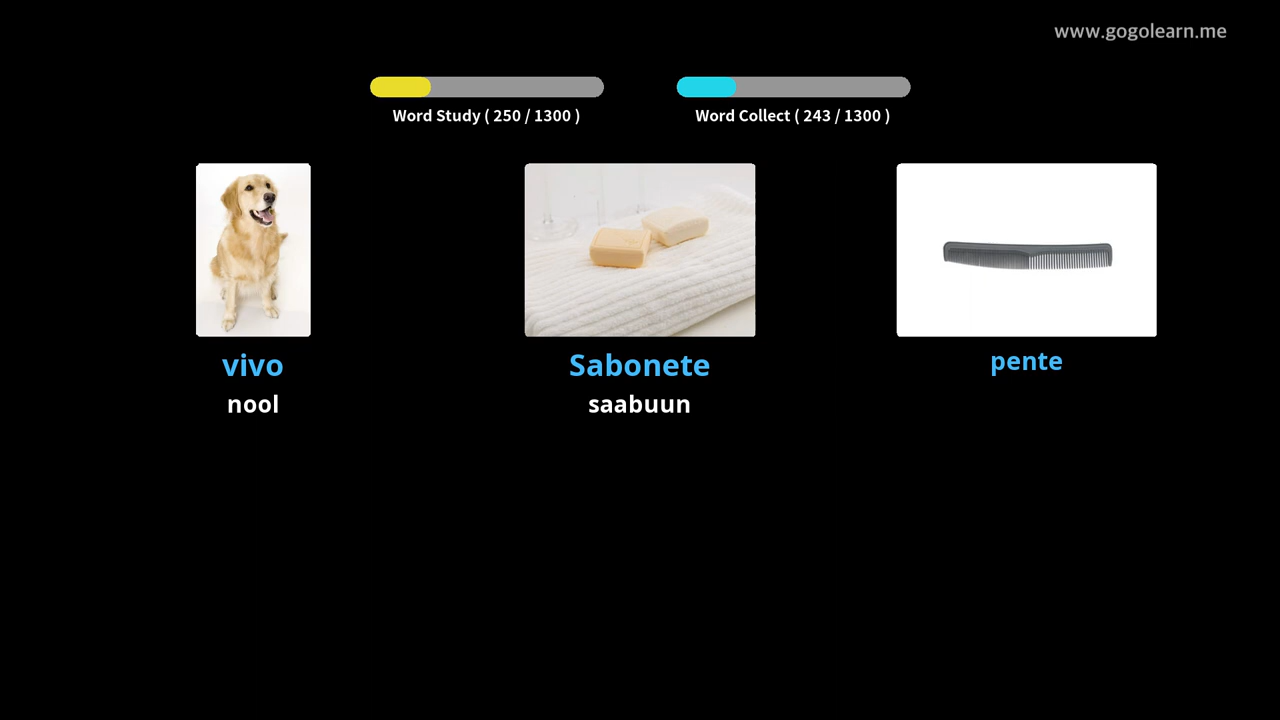 www.gogolearn.me
Word Study ( 250 / 1300 )
Word Collect ( 243 / 1300 )
vivo
nool
Sabonete
saabuun
pente